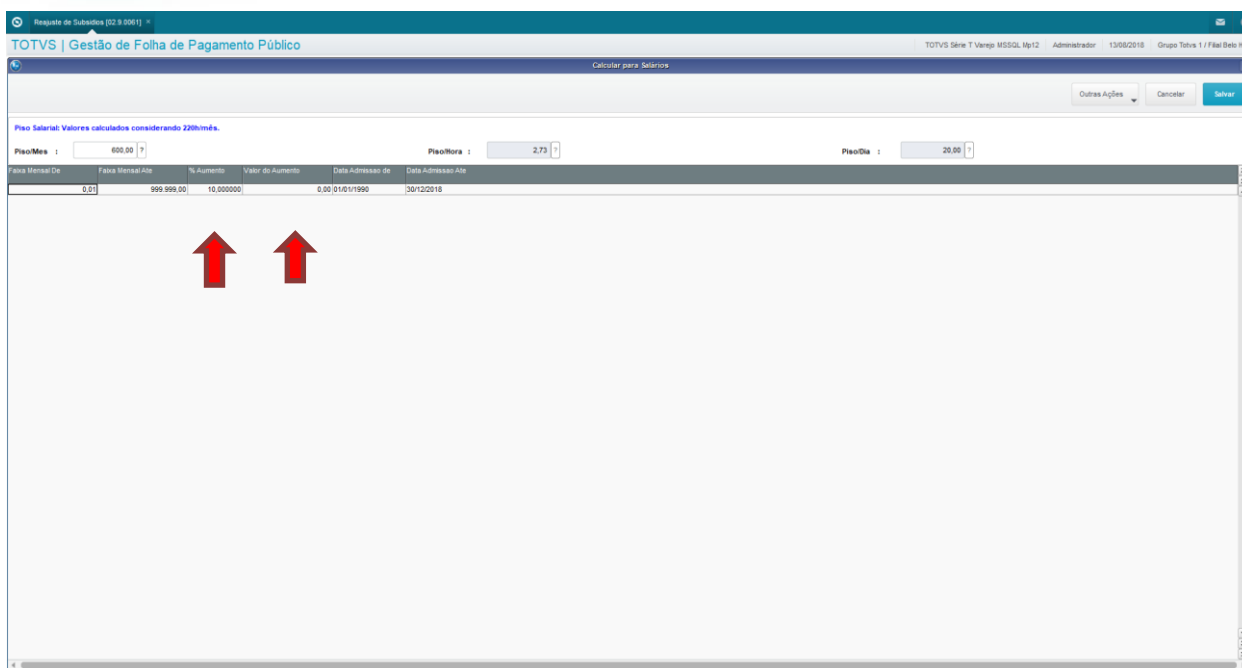 Reajuste de Subsidios [02.9.0061] ×
TOTVS | Gestão de Folha de Pagamento Público
TOTVS Série T Varejo MSSQL Mp12 Administrador 13/08/2018 Grupo Totvs 1 / Filial Belo
Calcular para Salários
Outras Ações Cancelar Salvar
Piso Salarial: Valores calculados considerando 220h/mês.
Piso/Mes : 600,00 ? Piso/Hora : 2,73 ? Piso/Dia : 20,00 ?
Faixa Mensal De Faixa Mensal Ate % Aumento Valor do Aumento Data Admissao de Data Admissao Ate
0,01 999.999,00 10,000000 0,00 01/01/1990 30/12/2018